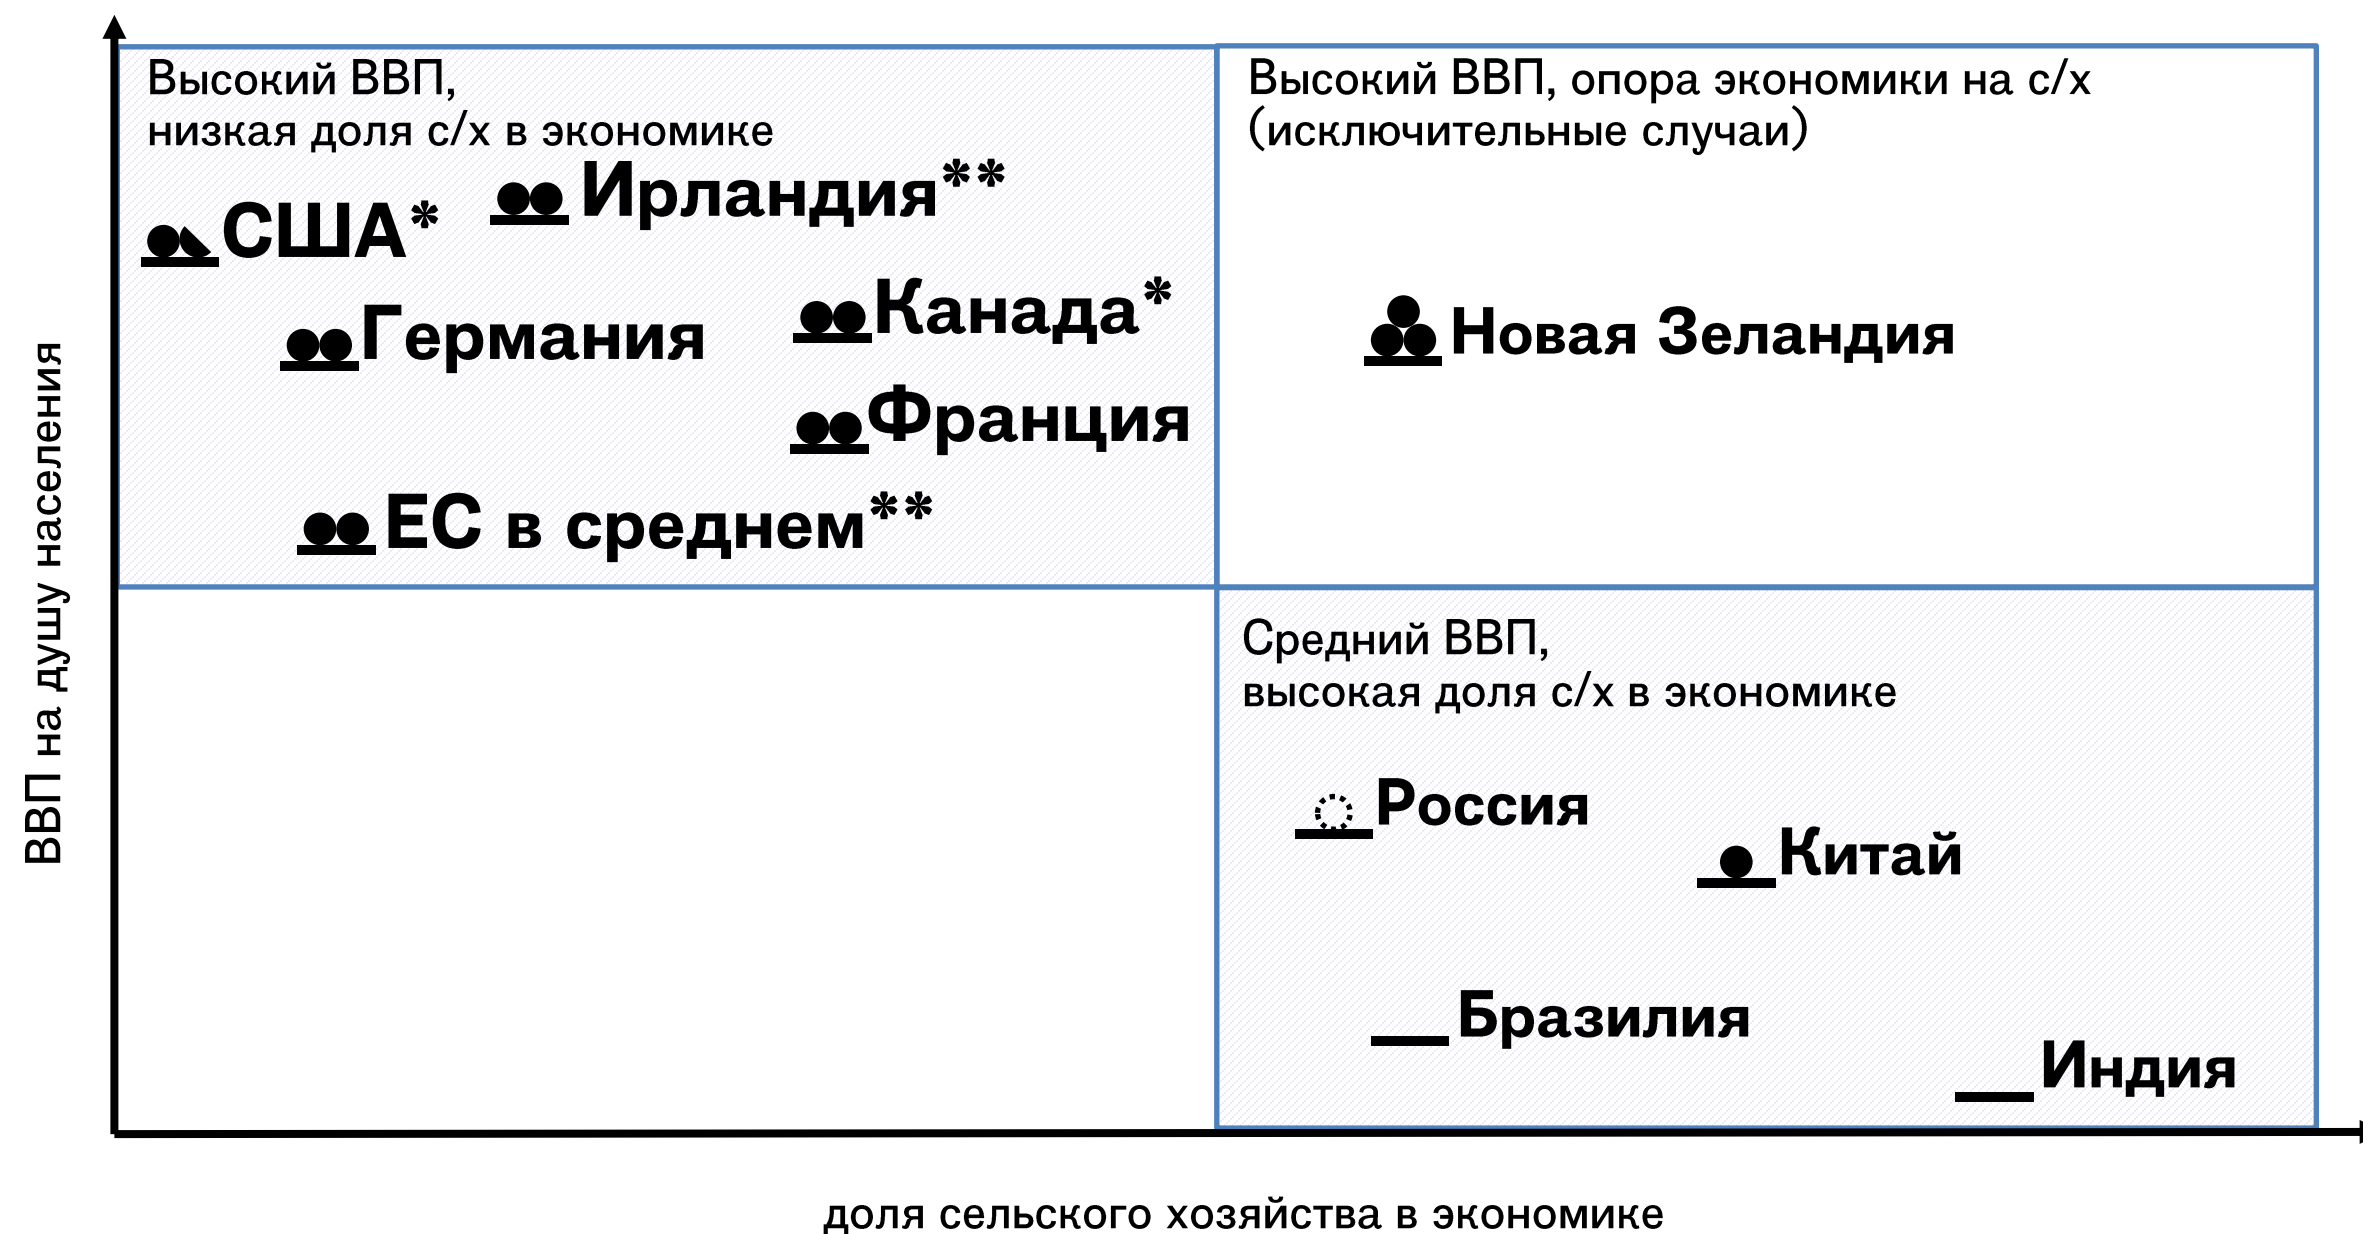 Высокий ВВП,
низкая доля с/х в экономике
Высокий ВВП, опора экономики на с/х
(исключительные случаи)
Ирландия**
США*
Канада*
Германия
Новая Зеландия
Франция
ЕС в среднем**
Средний ВВП,
высокая доля с/х в экономике
Россия
Китай
Бразилия
Индия
ВВП на душу населения
доля сельского хозяйства в экономике